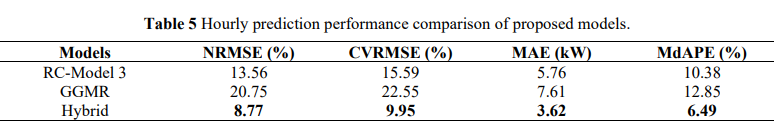 Table 5 Hourly prediction performance comparison of proposed models.
Models NRMSE (%) CVRMSE (%) MAE (kW) MdAPE (%)
RC-Model 3 13.56 15.59 5.76 10.38
GGMR 20.75 22.55 7.61 12.85
Hybrid 8.77 9.95 3.62 6.49